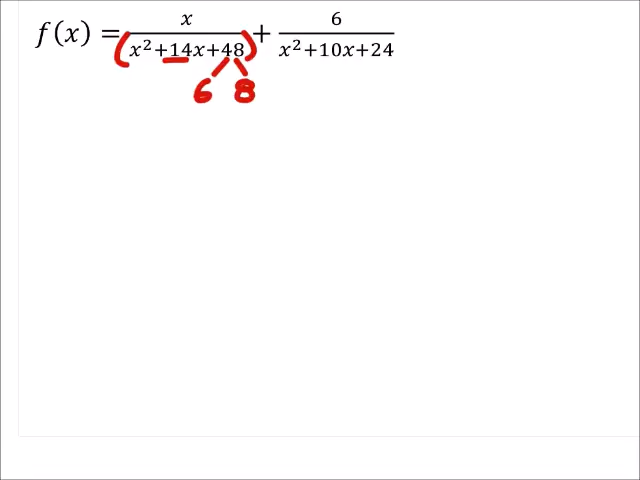 f(x) = x/(x²+14x+48) + 6/(x²+10x+24)
6 8